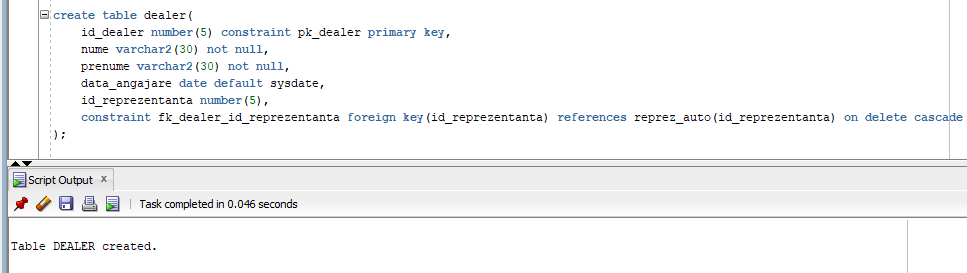 create table dealer(
id_dealer number(5) constraint pk_dealer primary key,
nume varchar2(30) not null,
prenume varchar2(30) not null,
data_angajare date default sysdate,
id_reprezentanta number(5),
constraint fk_dealer_id_reprezentanta foreign key(id_reprezentanta) references reprez_auto(id_reprezentanta) on delete cascade
);
Script Output x
Task completed in 0.046 seconds
Table DEALER created.